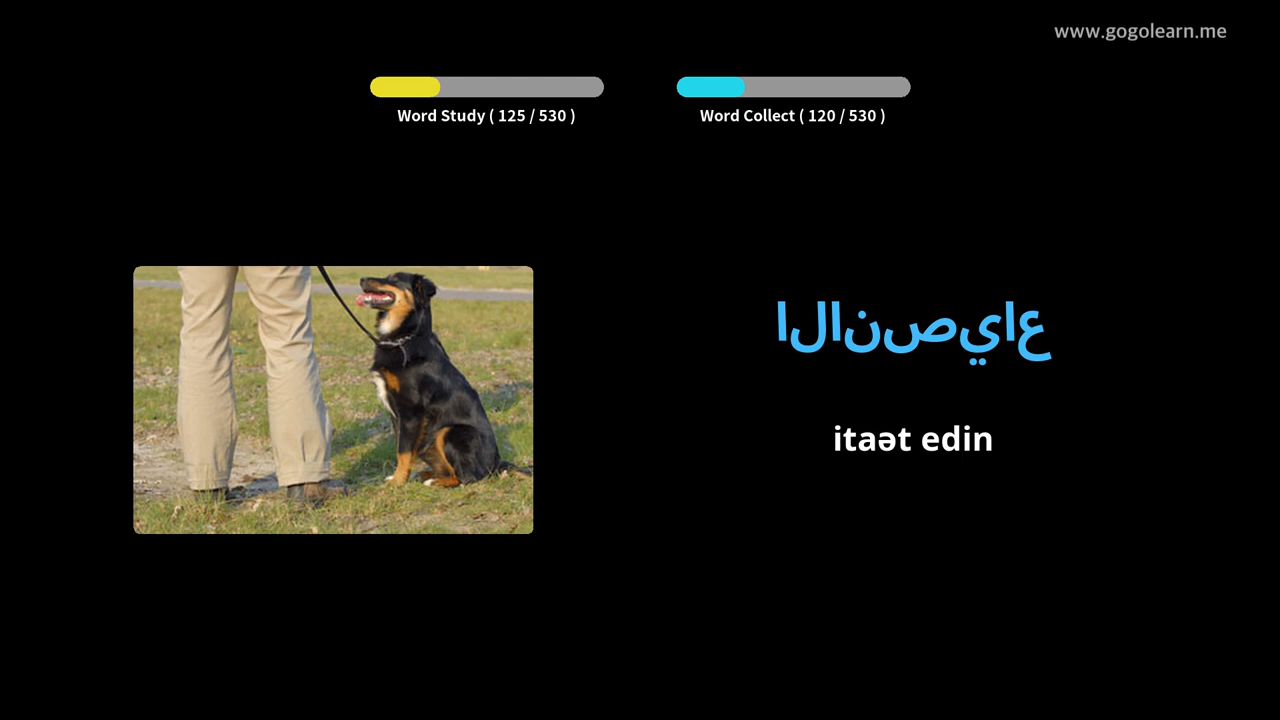 www.gogolearn.me
Word Study ( 125 / 530 )
Word Collect ( 120 / 530 )
الانصياع
itaət edin